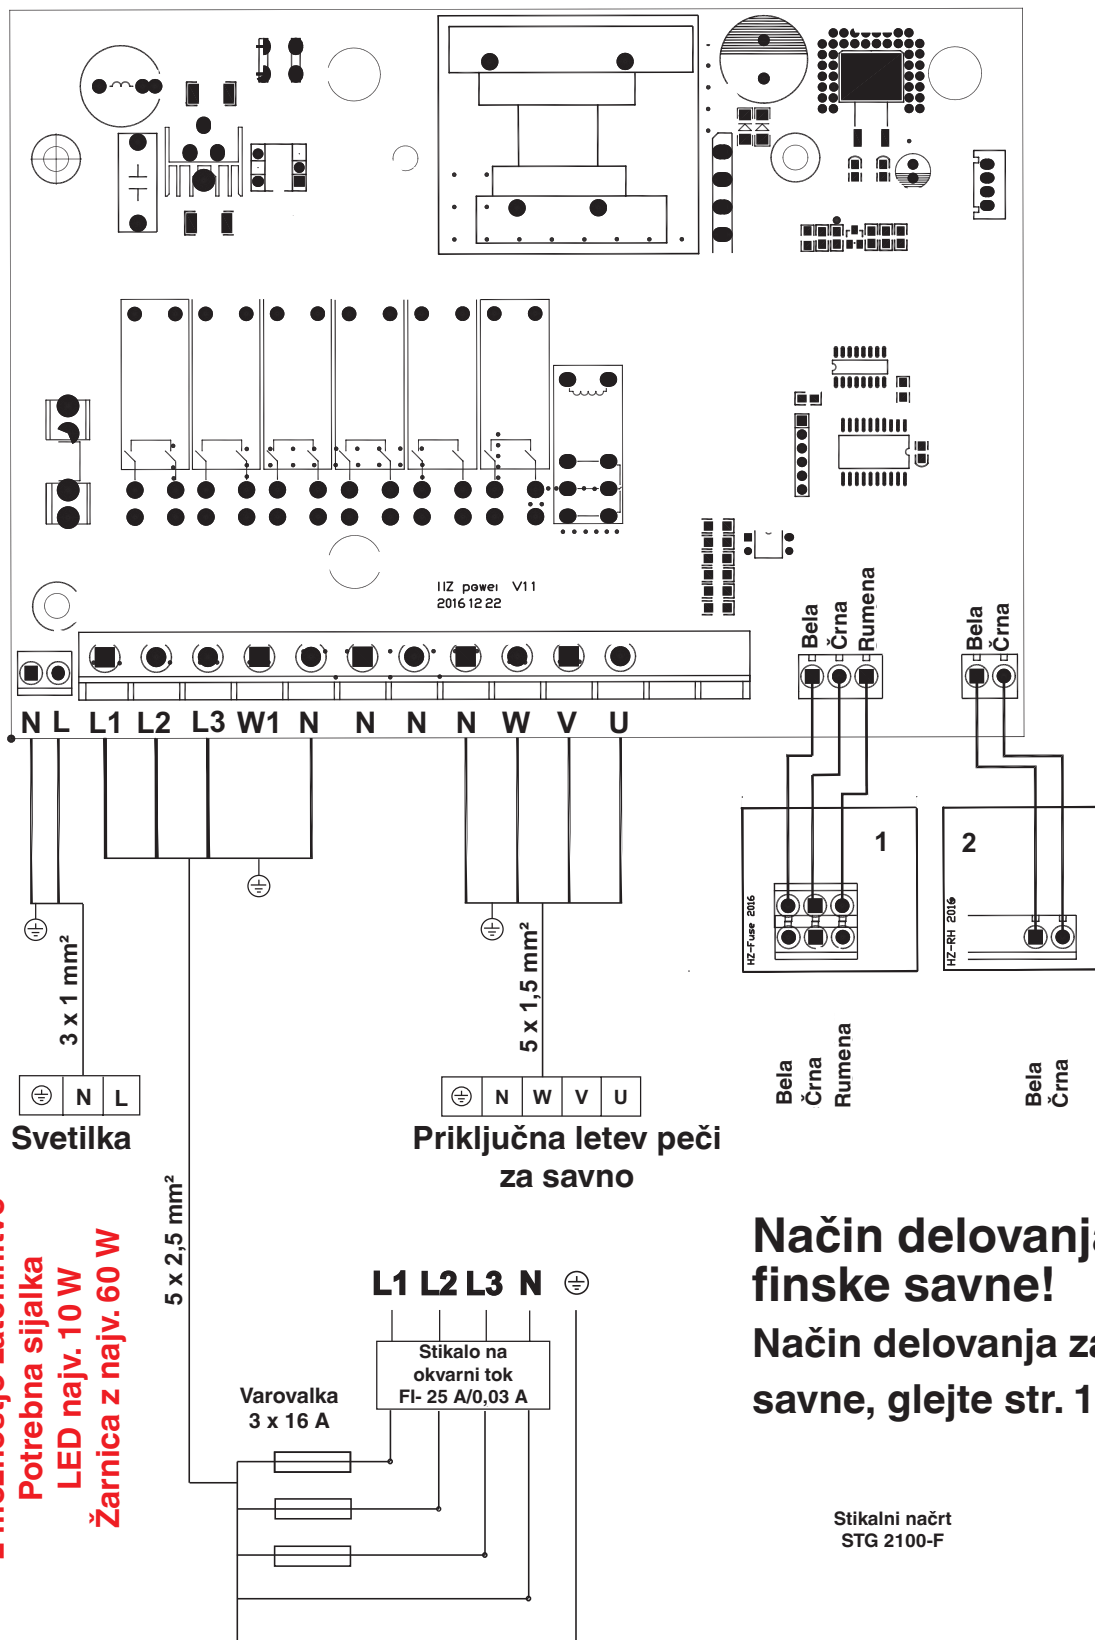 IIZ power V11
2016 12 22
Bela
Črna
Rumena
Bela
Črna
N L L1 L2 L3 W1 N N N N W V U
1
2
HZ-Fuse 2016
HZ-RH 2016
3 x 1 mm²
5 x 1,5 mm²
Bela
Črna
Rumena
Bela
Črna
N L
N W V U
Svetilka
Priključna letev peči
za savno
5 x 2,5 mm²
Potrebna sijalka
LED najv. 10 W
Žarnica z najv. 60 W
L1 L2 L3 N
Stikalo na
okvarni tok
FI- 25 A/0,03 A
Varovalka
3 x 16 A
Način delovanja
finske savne!
Način delovanja za
savne, glejte str. 1
Stikalni načrt
STG 2100-F